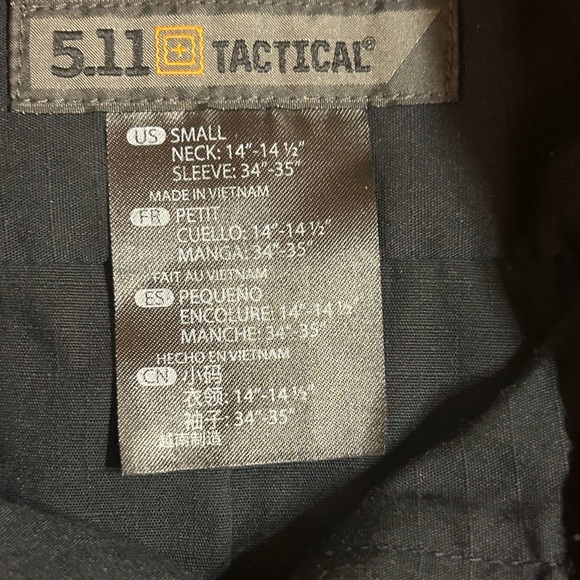 5.11 TACTICAL®
US SMALL
NECK: 14"-14 ½"
SLEEVE: 34"-35"
MADE IN VIETNAM
FR PETIT
CUELLO: 14"-14 ½"
MANGA: 34"-35"
FAIT AU VIETNAM
ES PEQUEÑO
ENCOLURE: 14"-14 ½"
MANCHE: 34"-35"
HECHO EN VIETNAM
CN 小码
衣领: 14"-14 ½"
袖子: 34"-35"
越南制造